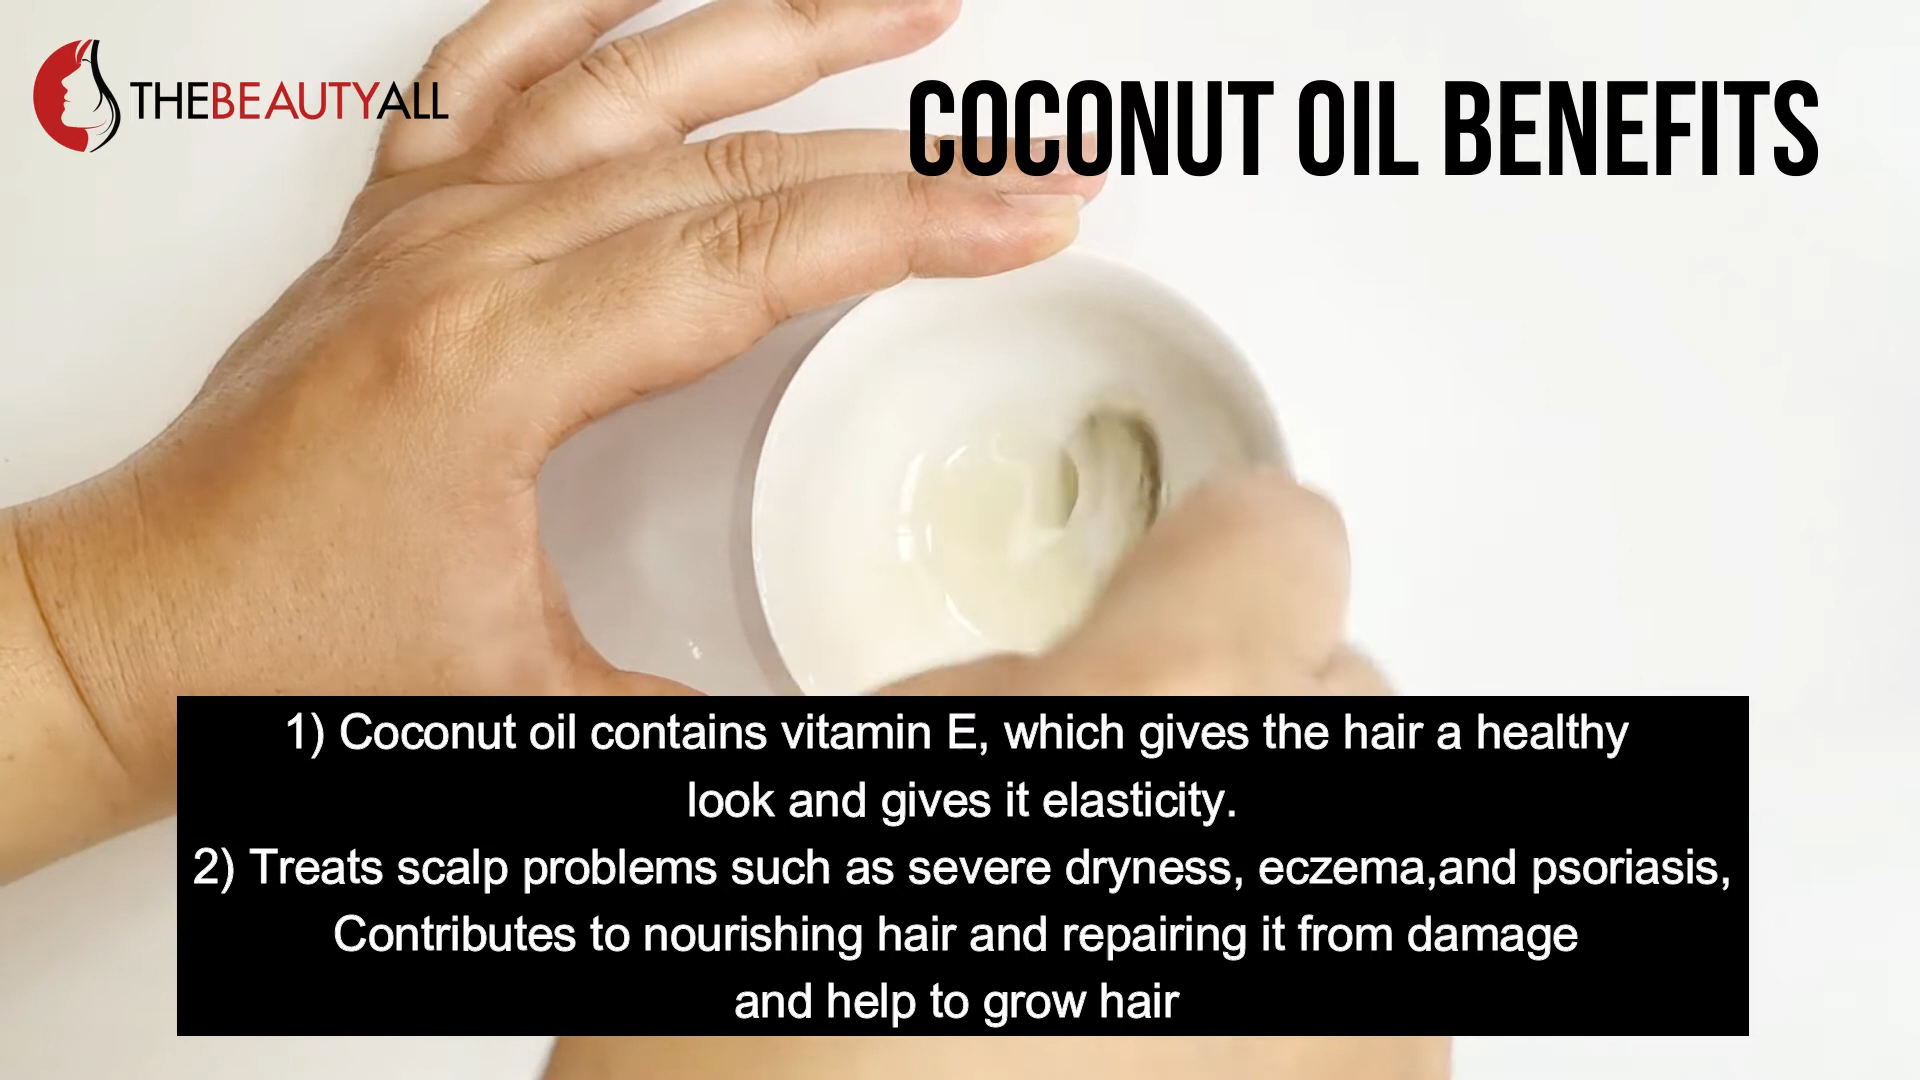 THEBEAUTYALL
COCONUT OIL BENEFITS
1) Coconut oil contains vitamin E, which gives the hair a healthy
look and gives it elasticity.
2) Treats scalp problems such as severe dryness, eczema,and psoriasis,
Contributes to nourishing hair and repairing it from damage
and help to grow hair